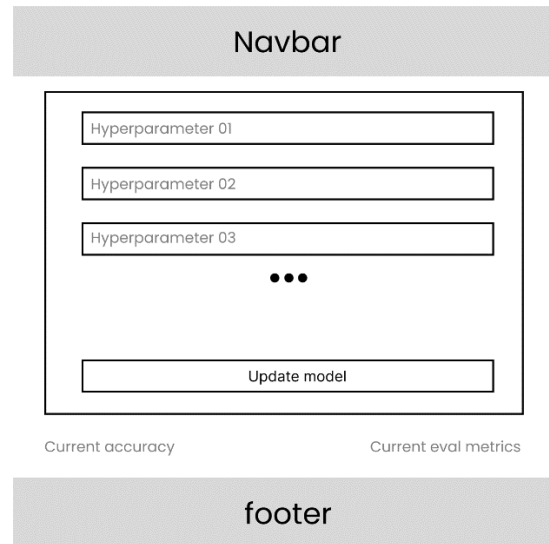 Navbar
Hyperparameter 01
Hyperparameter 02
Hyperparameter 03
Update model
Current accuracy
Current eval metrics
footer